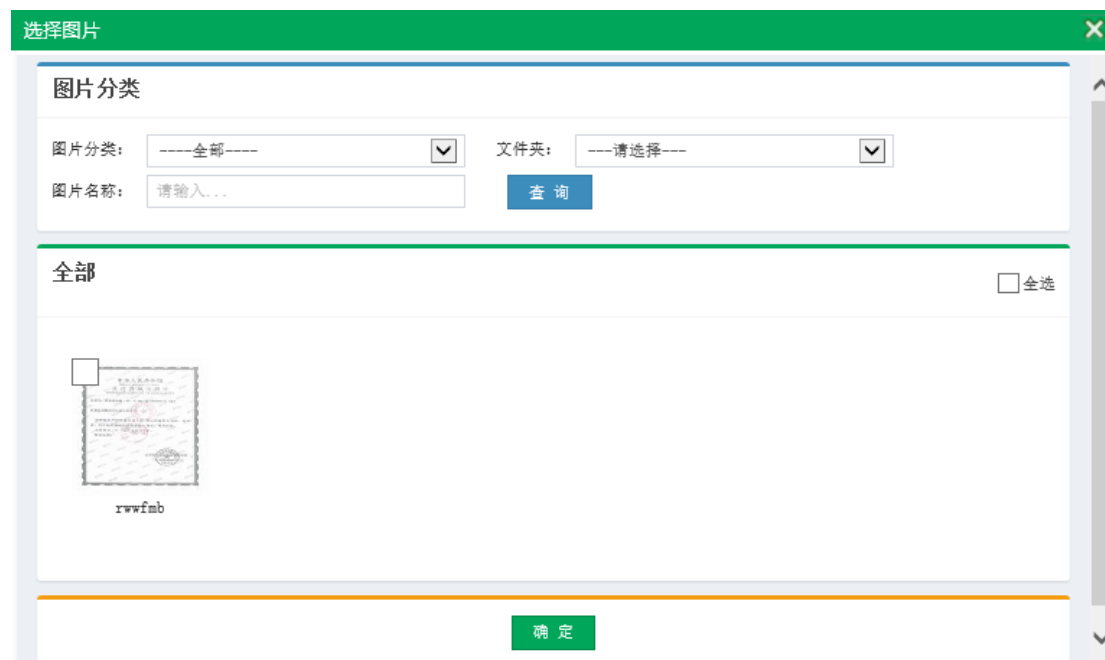 选择图片
图片分类
图片分类： ----全部---- 文件夹： ---请选择---
图片名称： 请输入... 查 询
全部
全选
rwwfmb
确 定